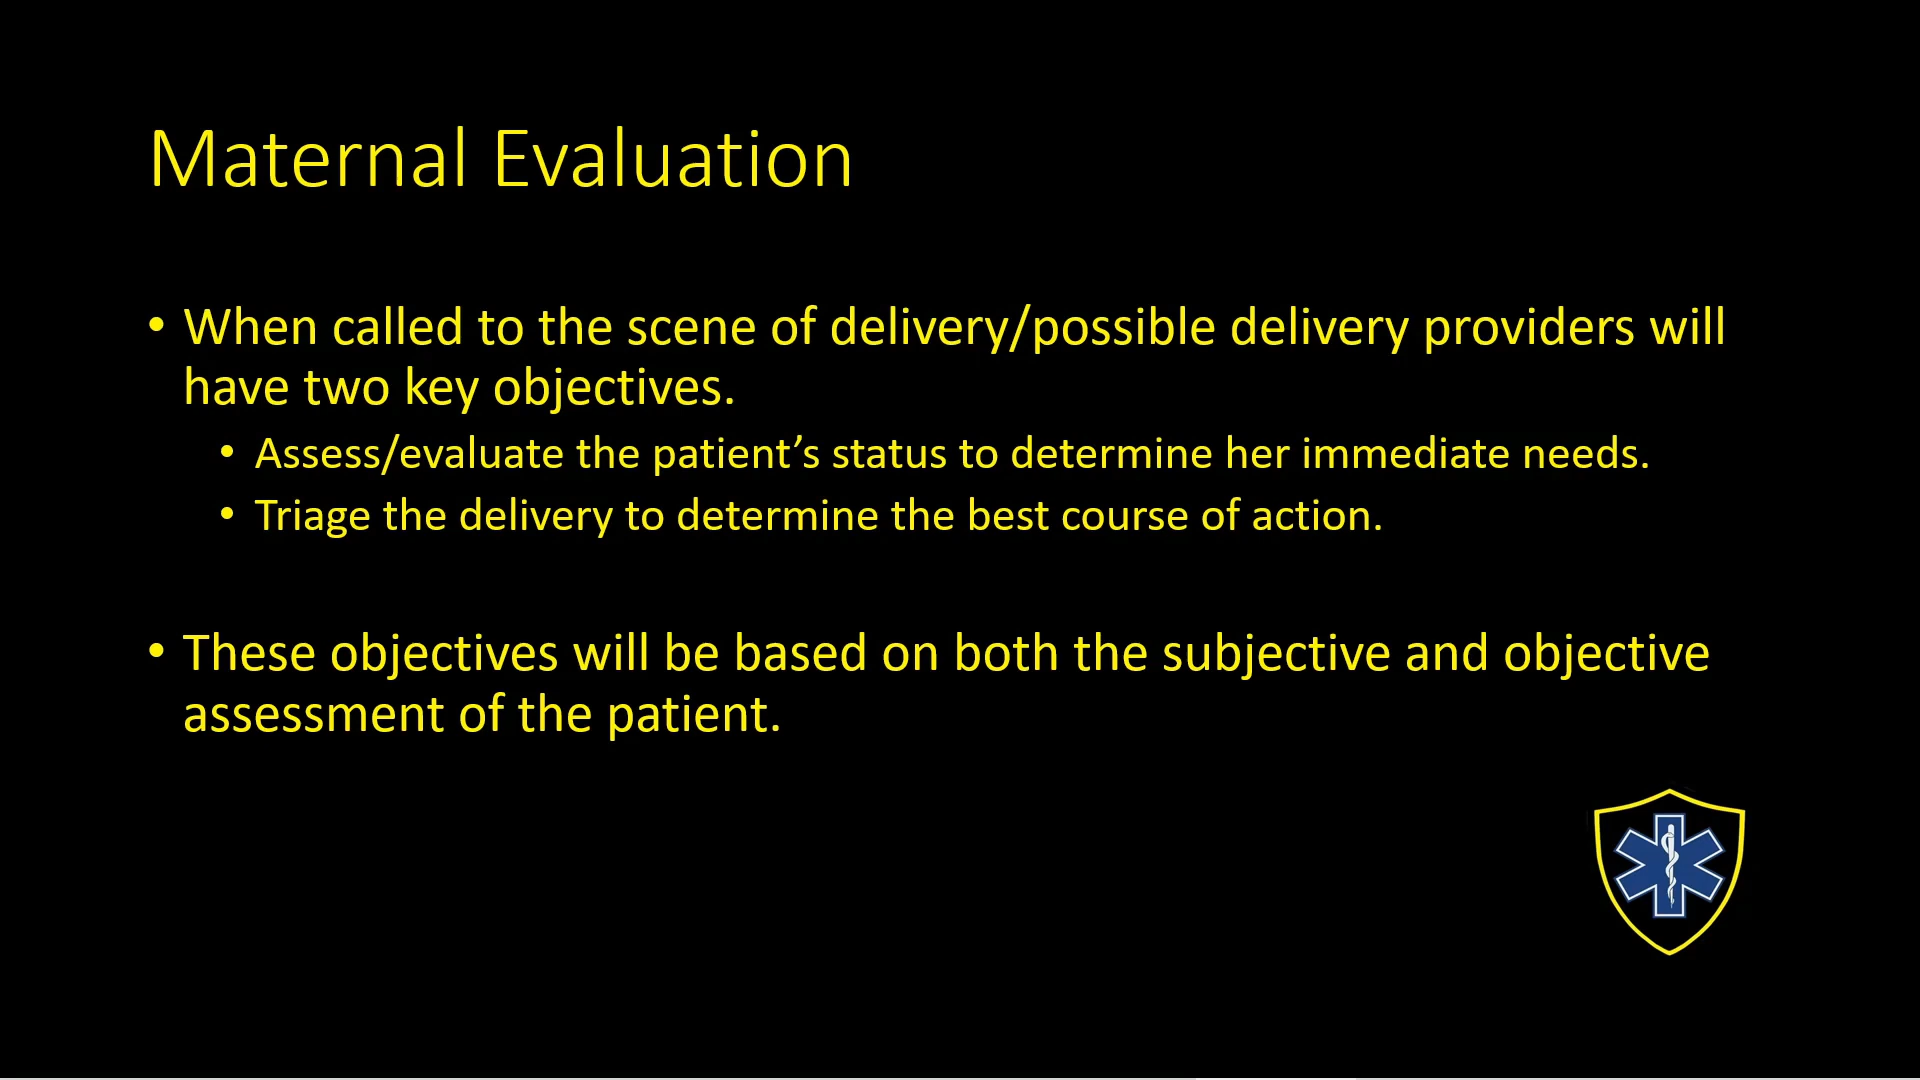 Maternal Evaluation
• When called to the scene of delivery/possible delivery providers will
have two key objectives.
• Assess/evaluate the patient’s status to determine her immediate needs.
• Triage the delivery to determine the best course of action.
• These objectives will be based on both the subjective and objective
assessment of the patient.